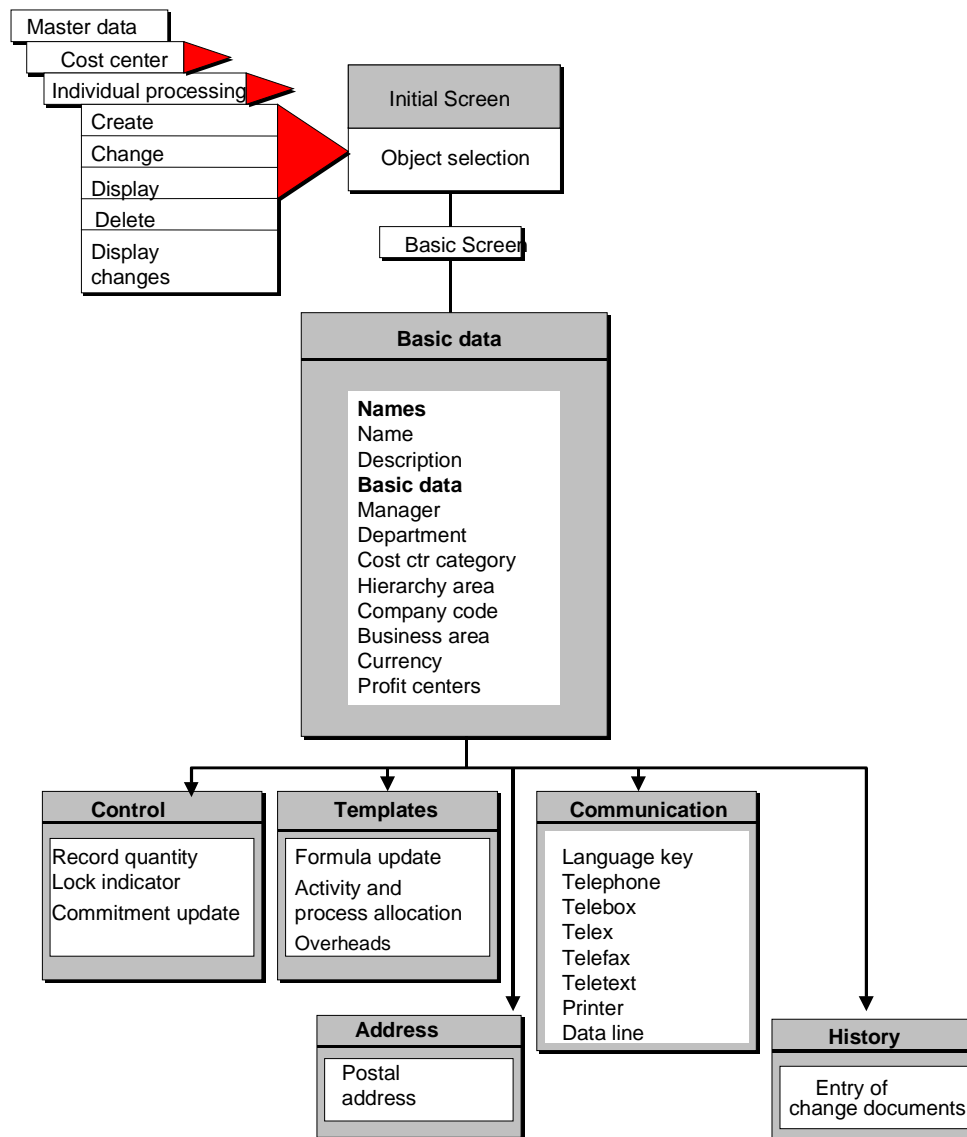 Master data
Cost center
Individual processing
Create
Change
Display
Delete
Display
changes
Initial Screen
Object selection
Basic Screen
Basic data
Names
Name
Description
Basic data
Manager
Department
Cost ctr category
Hierarchy area
Company code
Business area
Currency
Profit centers
Control
Record quantity
Lock indicator
Commitment update
Templates
Formula update
Activity and
process allocation
Overheads
Communication
Language key
Telephone
Telebox
Telex
Telefax
Teletext
Printer
Data line
Address
Postal
address
History
Entry of
change documents